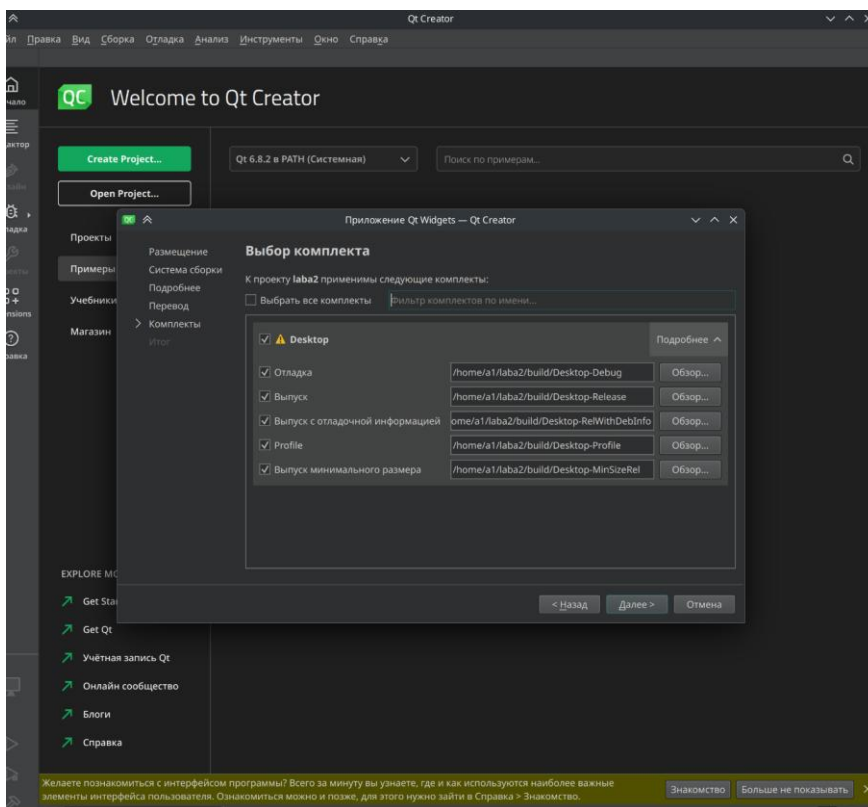 Qt Creator
Правка Вид Сборка Отладка Анализ Инструменты Окно Справка
QC Welcome to Qt Creator
Create Project...
Qt 6.8.2 в PATH (Системная)
Поиск по примерам...
Open Project...
Проекты
Примеры
Учебники
Магазин
Приложение Qt Widgets — Qt Creator
Размещение
Система сборки
Подробнее
Перевод
Комплекты
Итог
Выбор комплекта
К проекту laba2 применимы следующие комплекты:
Выбрать все комплекты
Фильтр комплектов по имени...
Desktop
Подробнее
Отладка /home/a1/laba2/build/Desktop-Debug Обзор...
Выпуск /home/a1/laba2/build/Desktop-Release Обзор...
Выпуск с отладочной информацией ome/a1/laba2/build/Desktop-RelWithDebInfo Обзор...
Profile /home/a1/laba2/build/Desktop-Profile Обзор...
Выпуск минимального размера /home/a1/laba2/build/Desktop-MinSizeRel Обзор...
< Назад Далее > Отмена
EXPLORE MO
Get Sta
Get Qt
Учётная запись Qt
Онлайн сообщество
Блоги
Справка
Желаете познакомиться с интерфейсом программы? Всего за минуту вы узнаете, где и как используются наиболее важные
элементы интерфейса пользователя. Ознакомиться можно и позже, для этого нужно зайти в Справка > Знакомство.
Знакомство
Больше не показывать